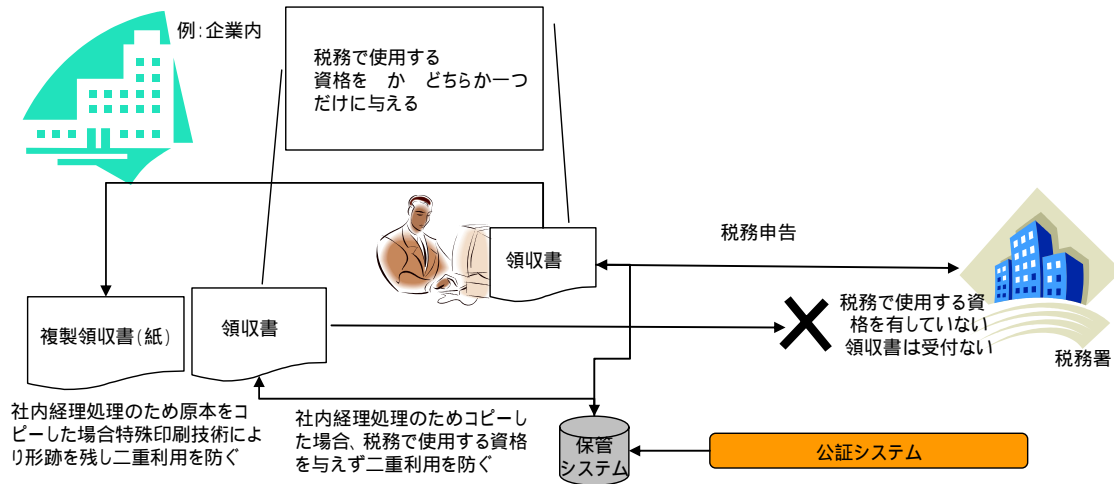 例：企業内
税務で使用する
資格を　か　どちらか一つ
だけに与える
税務申告
領収書
複製領収書（紙）
領収書
税務で使用する資
格を有していない
領収書は受付ない
税務署
社内経理処理のため原本をコ
ピーした場合特殊印刷技術によ
り形跡を残し二重利用を防ぐ
社内経理処理のためコピーし
た場合、税務で使用する資格
を与えず二重利用を防ぐ
保管
システム
公証システム